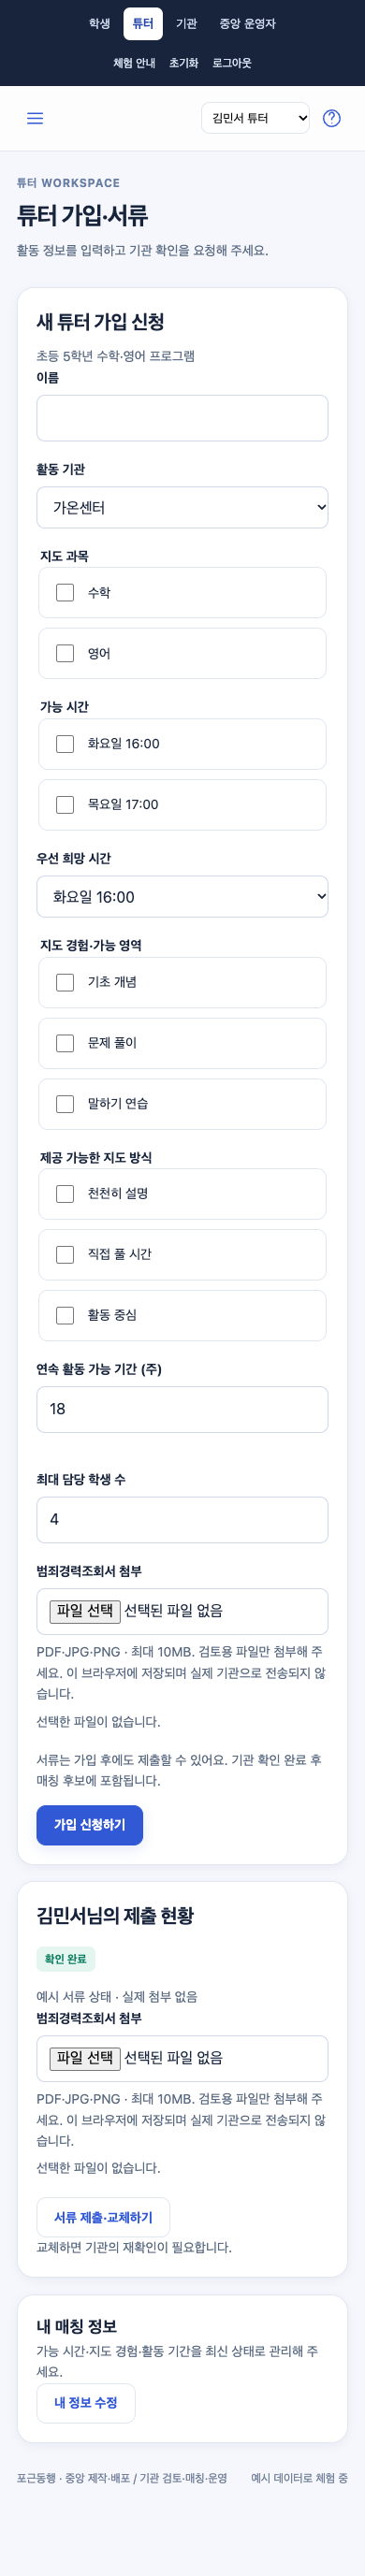 학생 튜터 기관 중앙 운영자
체험 안내 초기화 로그아웃
김민서 튜터
튜터 WORKSPACE
튜터 가입·서류
활동 정보를 입력하고 기관 확인을 요청해 주세요.
새 튜터 가입 신청
초등 5학년 수학·영어 프로그램
이름
활동 기관
가온센터
지도 과목
수학
영어
가능 시간
화요일 16:00
목요일 17:00
우선 희망 시간
화요일 16:00
지도 경험·가능 영역
기초 개념
문제 풀이
말하기 연습
제공 가능한 지도 방식
천천히 설명
직접 풀 시간
활동 중심
연속 활동 가능 기간 (주)
18
최대 담당 학생 수
4
범죄경력조회서 첨부
파일 선택 선택된 파일 없음
PDF·JPG·PNG · 최대 10MB. 검토용 파일만 첨부해 주
세요. 이 브라우저에 저장되며 실제 기관으로 전송되지 않
습니다.
선택한 파일이 없습니다.
서류는 가입 후에도 제출할 수 있어요. 기관 확인 완료 후
매칭 후보에 포함됩니다.
가입 신청하기
김민서님의 제출 현황
확인 완료
예시 서류 상태 · 실제 첨부 없음
범죄경력조회서 첨부
파일 선택 선택된 파일 없음
PDF·JPG·PNG · 최대 10MB. 검토용 파일만 첨부해 주
세요. 이 브라우저에 저장되며 실제 기관으로 전송되지 않
습니다.
선택한 파일이 없습니다.
서류 제출·교체하기
교체하면 기관의 재확인이 필요합니다.
내 매칭 정보
가능 시간·지도 경험·활동 기간을 최신 상태로 관리해 주
세요.
내 정보 수정
포근동행 · 중앙 제작·배포 / 기관 검토·매칭·운영 예시 데이터로 체험 중